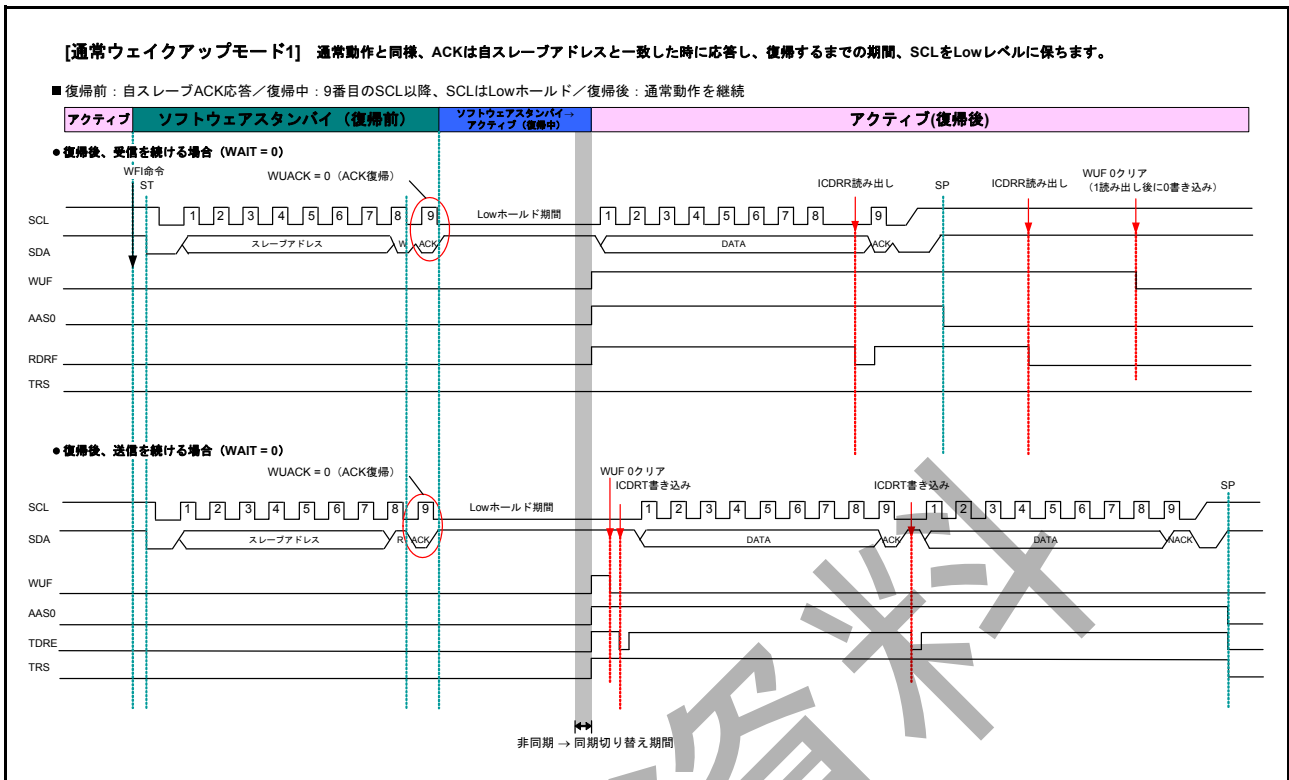 [通常ウェイクアップモード1] 通常動作と同様、ACKは自スレーブアドレスと一致した時に応答し、復帰するまでの期間、SCLをLowレベルに保ちます。
■復帰前：自スレーブACK応答／復帰中：9番目のSCL以降、SCLはLowホールド／復帰後：通常動作を継続
アクティブ ソフトウェアスタンバイ（復帰前） ソフトウェアスタンバイ→ アクティブ（復帰中） アクティブ(復帰後)
●復帰後、受信を続ける場合（WAIT = 0）
WFI命令
ST
WUACK = 0（ACK復帰）
ICDRR読み出し SP ICDRR読み出し WUF 0クリア
（1読み出し後に0書き込み）
SCL 1 2 3 4 5 6 7 8 9 Lowホールド期間 1 2 3 4 5 6 7 8 9
SDA スレーブアドレス W ACK DATA ACK
WUF
AAS0
RDRF
TRS
●復帰後、送信を続ける場合（WAIT = 0）
WUACK = 0（ACK復帰） WUF 0クリア
ICDRT書き込み ICDRT書き込み SP
SCL 1 2 3 4 5 6 7 8 9 Lowホールド期間 1 2 3 4 5 6 7 8 9 1 2 3 4 5 6 7 8 9
SDA スレーブアドレス R ACK DATA ACK DATA NACK
WUF
AAS0
TDRE
TRS
非同期 → 同期切り替え期間
資料